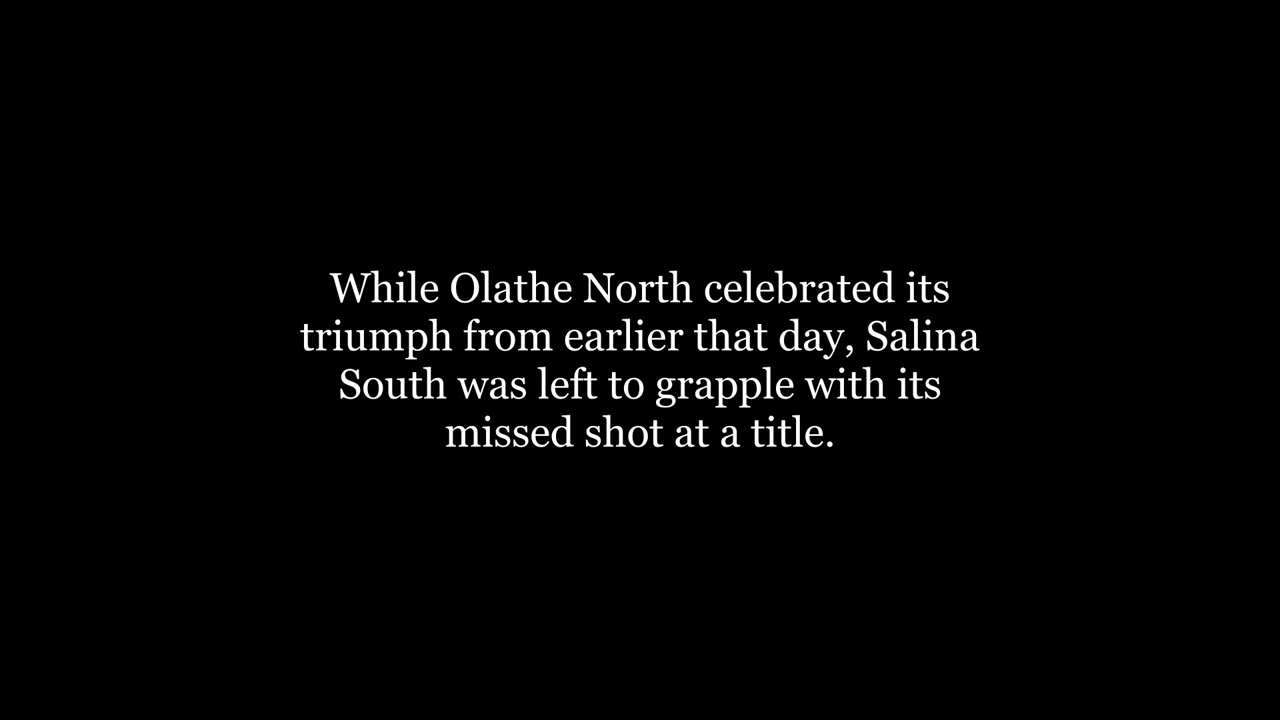 While Olathe North celebrated its
triumph from earlier that day, Salina
South was left to grapple with its
missed shot at a title.